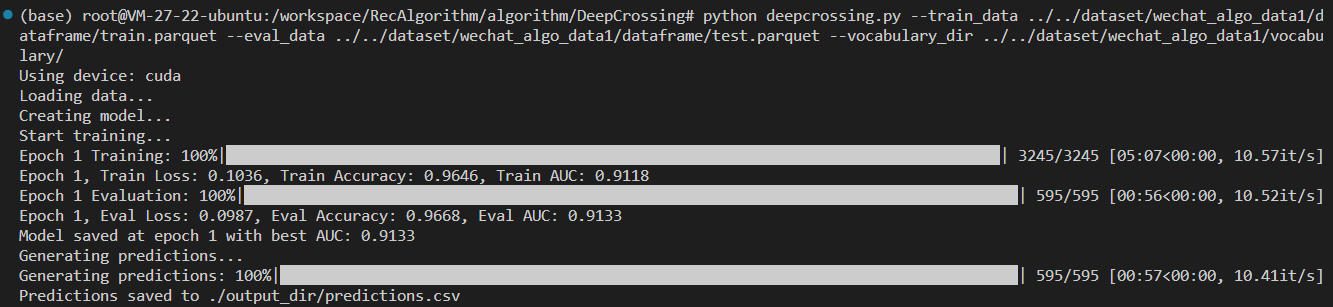 (base) root@VM-27-22-ubuntu:/workspace/RecAlgorithm/algorithm/DeepCrossing# python deepcrossing.py --train_data ../../dataset/wechat_algo_data1/d
ataframe/train.parquet --eval_data ../../dataset/wechat_algo_data1/dataframe/test.parquet --vocabulary_dir ../../dataset/wechat_algo_data1/vocabu
lary/
Using device: cuda
Loading data...
Creating model...
Start training...
Epoch 1 Training: 100%| | 3245/3245 [05:07<00:00, 10.57it/s]
Epoch 1, Train Loss: 0.1036, Train Accuracy: 0.9646, Train AUC: 0.9118
Epoch 1 Evaluation: 100%| | 595/595 [00:56<00:00, 10.52it/s]
Epoch 1, Eval Loss: 0.0987, Eval Accuracy: 0.9668, Eval AUC: 0.9133
Model saved at epoch 1 with best AUC: 0.9133
Generating predictions...
Generating predictions: 100%| | 595/595 [00:57<00:00, 10.41it/s]
Predictions saved to ./output_dir/predictions.csv